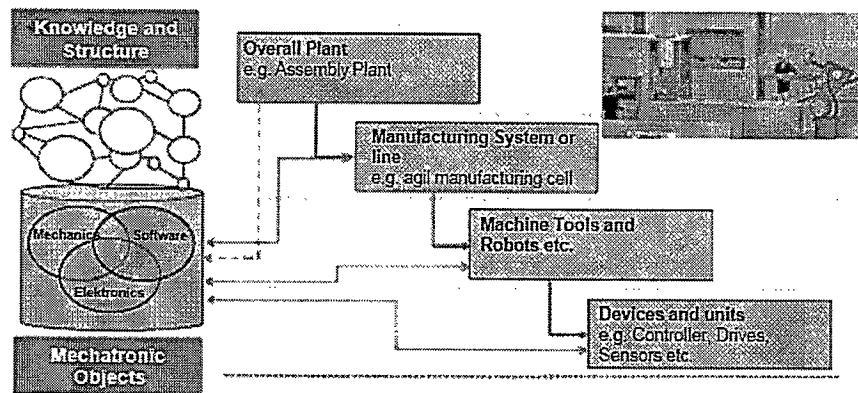 Knowledge and
Structure
Mechanics
Software
Elektronics
Mechatronic
Objects
Overall Plant
e.g. Assembly Plant
Manufacturing System or
line
e.g. agil manufacturing cell
Machine Tools and
Robots etc.
Devices and units
e.g. Controller, Drives,
Sensors etc.